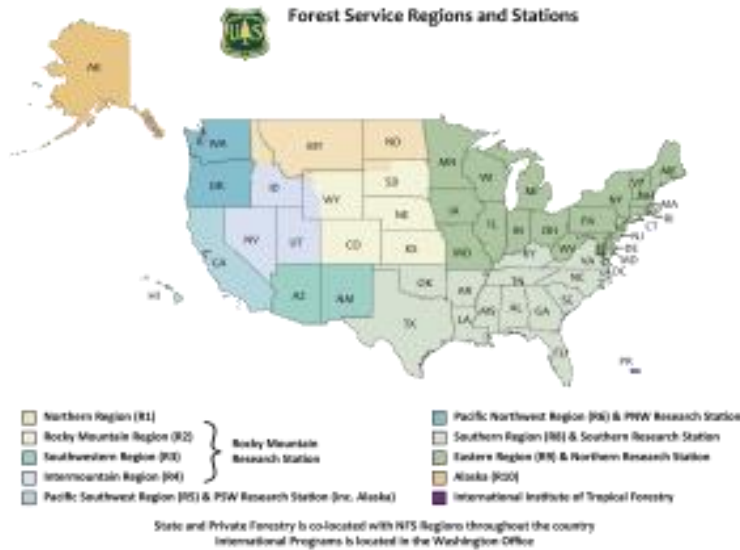 Forest Service Regions and Stations
US
AK
WA
MT
ND
MN
OR
ID
SD
WI
MI
ME
VT
NH
NY
MA
RI
CT
WY
NE
IA
IL
IN
OH
PA
NJ
DE
MD
DC
NV
UT
CO
KS
MO
KY
WV
VA
CA
AZ
NM
OK
AR
TN
NC
SC
TX
LA
MS
AL
GA
FL
HI
PR
Northern Region (R1)
Rocky Mountain Region (R2)
Southwestern Region (R3)
Intermountain Region (R4)
Rocky Mountain
Research Station
Pacific Southwest Region (R5) & PSW Research Station (Inc. Alaska)
Pacific Northwest Region (R6) & PNW Research Station
Southern Region (R8) & Southern Research Station
Eastern Region (R9) & Northern Research Station
Alaska (R10)
International Institute of Tropical Forestry
State and Private Forestry is co-located with NFS Regions throughout the country
International Programs is located in the Washington Office